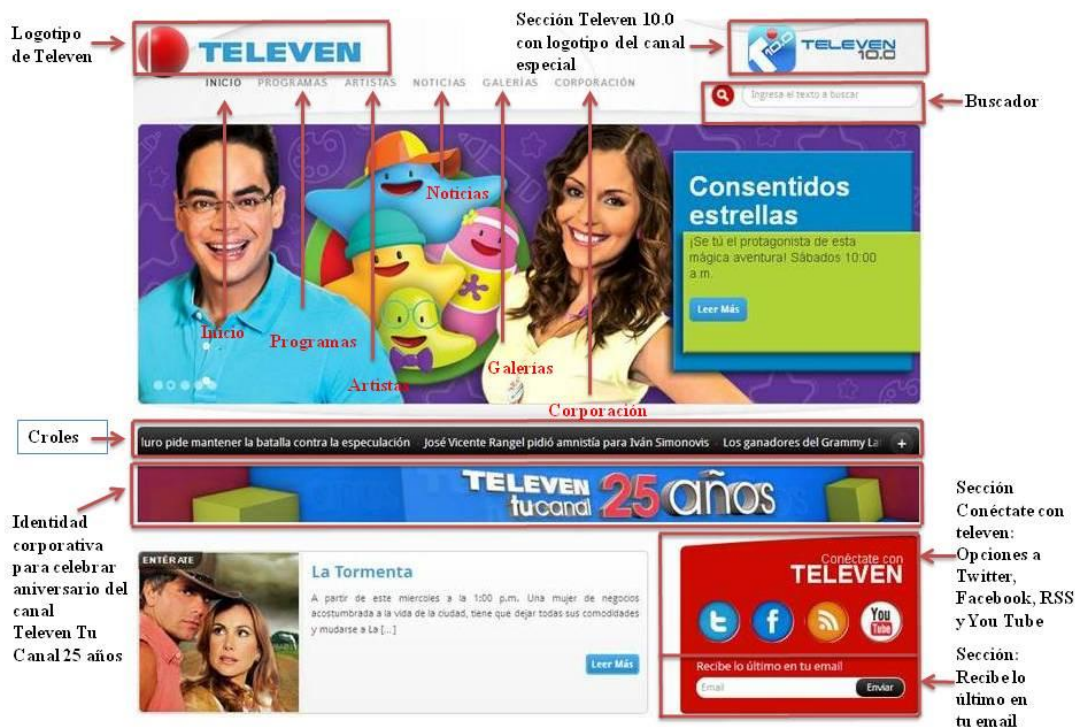 Logotipo
de Televen
TELEVEN
Sección Televen 10.0
con logotipo del canal
especial
10.0
TELEVEN
10.0
INICIO PROGRAMAS ARTISTAS NOTICIAS GALERÍAS CORPORACIÓN
Ingrese el texto a buscar
Buscador
Noticias
Consentidos
estrellas
¡Se tú el protagonista de esta
mágica aventura! Sábados 10:00
a.m.
Leer Más
Inicio
Programas
Artistas
Galerías
Corporación
Croles
luro pide mantener la batalla contra la especulación José Vicente Rangel pidió amnistía para Iván Simonovis Los ganadores del Grammy La
+
TELEVEN
tu canal 25 años
Identidad
corporativa
para celebrar
aniversario del
canal
Televen Tu
Canal 25 años
Sección
Conéctate con
televen:
Opciones a
Twitter,
Facebook, RSS
y You Tube
ENTÉRATE
La Tormenta
A partir de este miercoles a la 1:00 p.m. Una mujer de negocios
acostumbrada a la vida de la ciudad, tiene que dejar todas sus comodidades
y mudarse a La [...]
Leer Más
Conéctate con
TELEVEN
t
f
You
Tube
Recibe lo último en tu email
Email
Enviar
Sección:
Recibe lo
último en
tu email